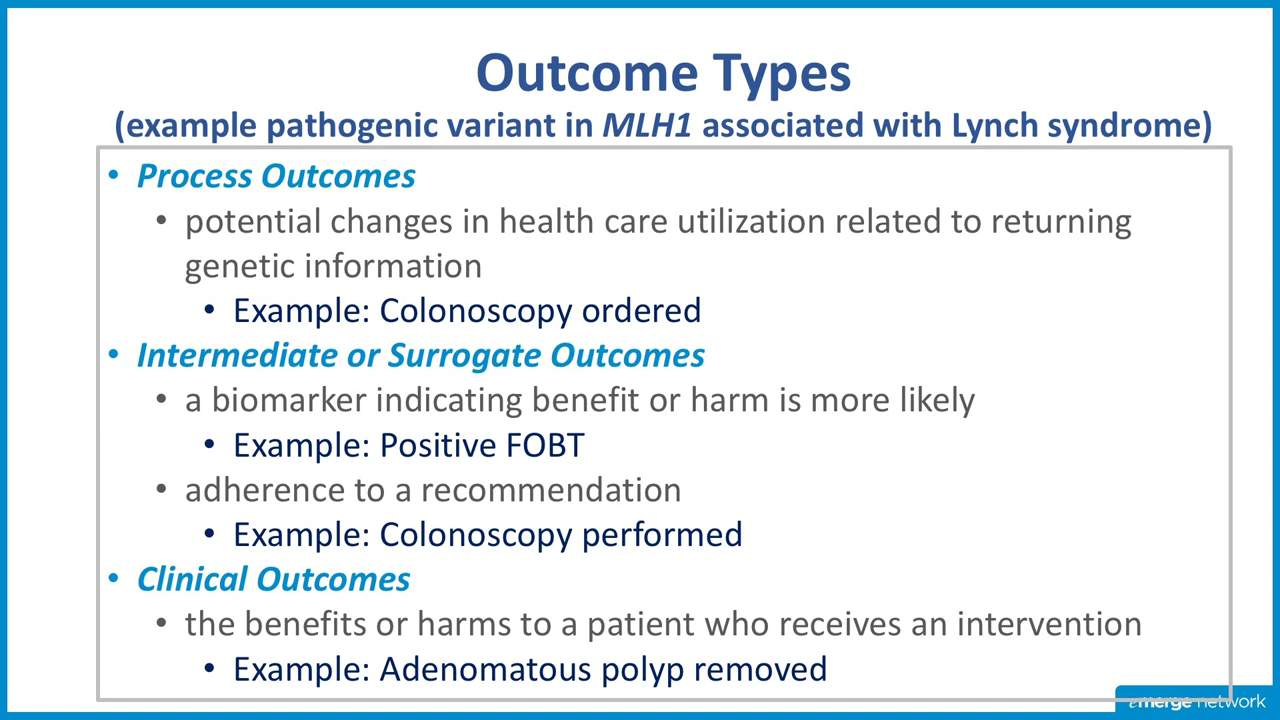 Outcome Types
(example pathogenic variant in MLH1 associated with Lynch syndrome)
• Process Outcomes
• potential changes in health care utilization related to returning
genetic information
• Example: Colonoscopy ordered
• Intermediate or Surrogate Outcomes
• a biomarker indicating benefit or harm is more likely
• Example: Positive FOBT
• adherence to a recommendation
• Example: Colonoscopy performed
• Clinical Outcomes
• the benefits or harms to a patient who receives an intervention
• Example: Adenomatous polyp removed
emerge network